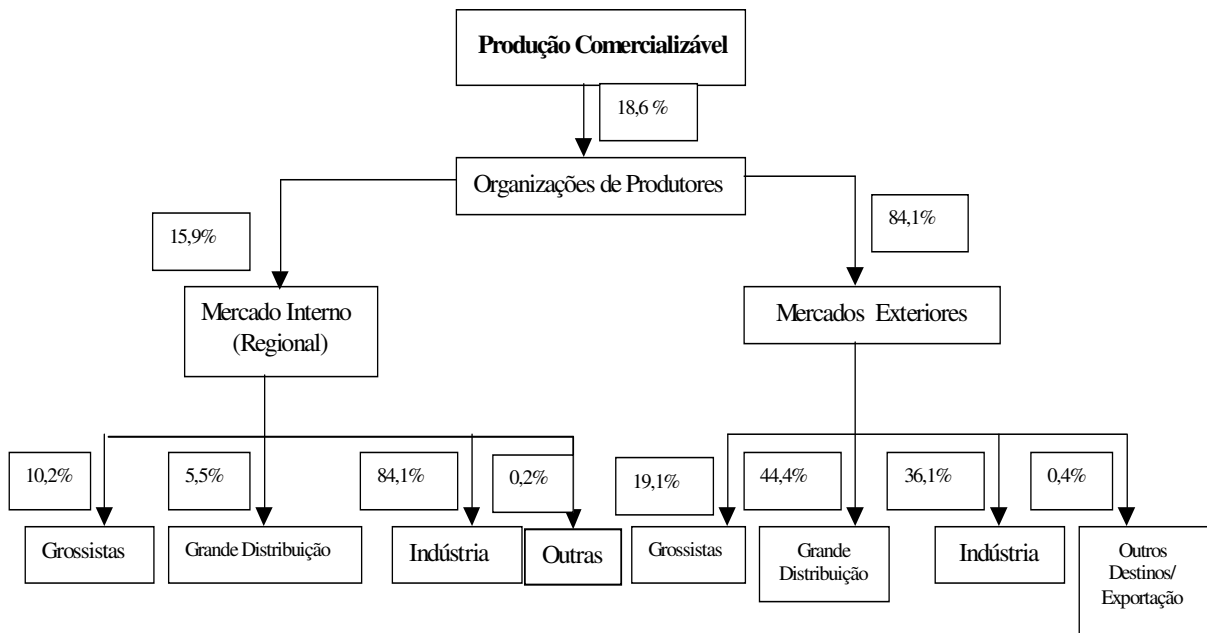 Produção Comercializável
18,6 %
Organizações de Produtores
15,9%
84,1%
Mercado Interno
(Regional)
Mercados Exteriores
10,2%
5,5%
84,1%
0,2%
19,1%
44,4%
36,1%
0,4%
Grossistas
Grande Distribuição
Indústria
Outras
Grossistas
Grande
Distribuição
Indústria
Outros
Destinos/
Exportação